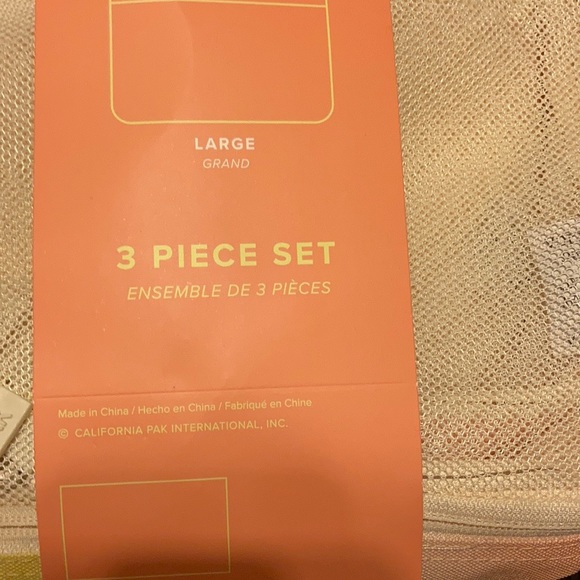 LARGE
GRAND
3 PIECE SET
ENSEMBLE DE 3 PIÈCES
Made in China / Hecho en China / Fabriqué en Chine
© CALIFORNIA PAK INTERNATIONAL, INC.